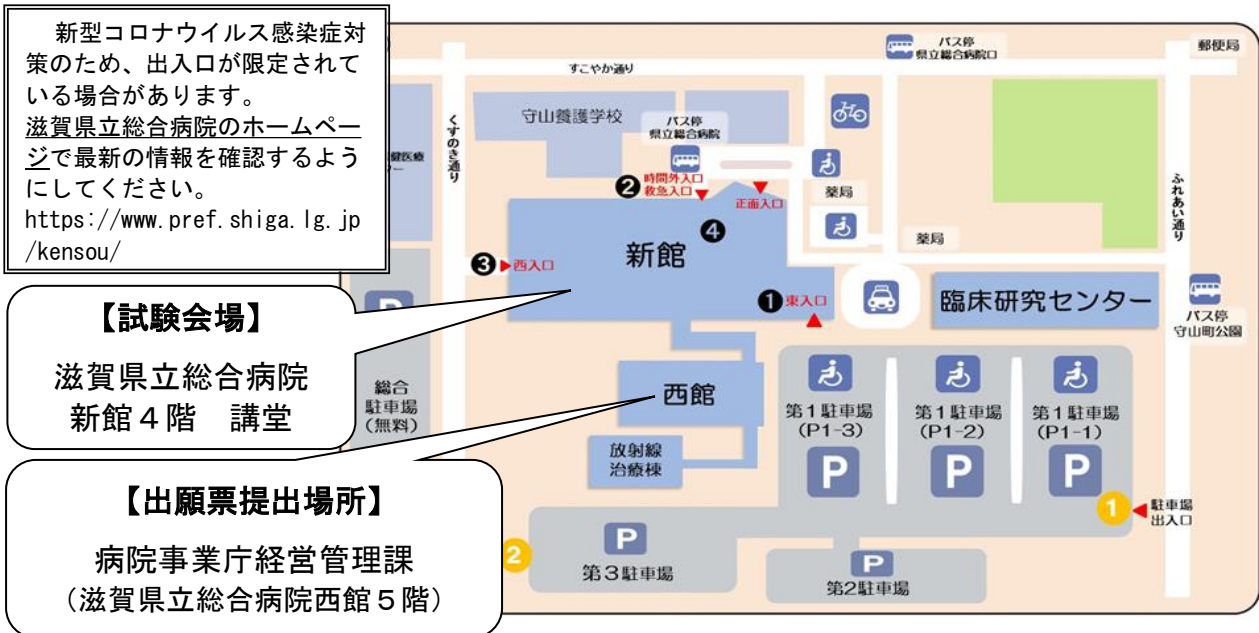 新型コロナウイルス感染症対
策のため、出入口が限定されて
いる場合があります。
滋賀県立総合病院のホームペー
ジで最新の情報を確認するよう
にしてください。
https://www.pref.shiga.lg.jp
/kensou/
【試験会場】
滋賀県立総合病院
新館4階 講堂
【出願票提出場所】
病院事業庁経営管理課
(滋賀県立総合病院西館5階)
すこやか通り
バス停
県立総合病院口
郵便局
くすのき通り
守山養護学校
バス停
県立総合病院
健医療
ー
❷ 時間外入口
救急入口
正面入口
薬局
薬局
ふれあい通り
❹
新館
❸ 西入口
❶ 東入口
臨床研究センター
バス停
守山町公園
P
総合
駐車場
(無料)
西館
放射線
治療棟
第1駐車場
(P1-3)
P
第1駐車場
(P1-2)
P
第1駐車場
(P1-1)
P
1
駐車場
出入口
2
P
第3駐車場
P
第2駐車場